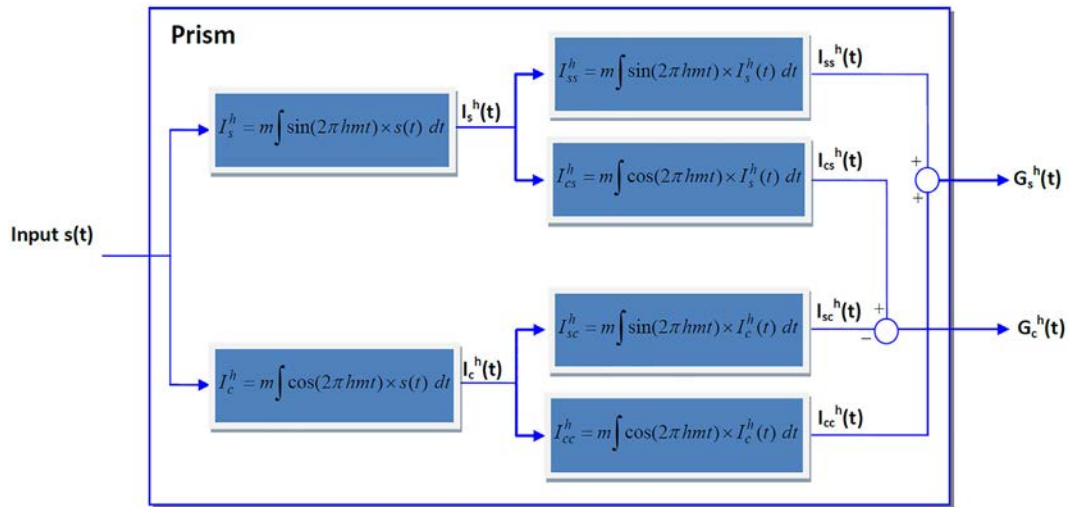 Prism
I_ss^h = m∫sin(2πhmt)×I_s^h(t) dt
I_ss^h(t)
I_s^h = m∫sin(2πhmt)×s(t) dt
I_s^h(t)
I_cs^h = m∫cos(2πhmt)×I_s^h(t) dt
I_cs^h(t)
+
+
G_s^h(t)
Input s(t)
I_sc^h = m∫sin(2πhmt)×I_c^h(t) dt
I_sc^h(t)
+
−
G_c^h(t)
I_c^h = m∫cos(2πhmt)×s(t) dt
I_c^h(t)
I_cc^h = m∫cos(2πhmt)×I_c^h(t) dt
I_cc^h(t)